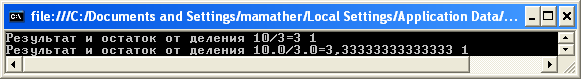 file:///C:/Documents and Settings/mamather/Local Settings/Application Data/...
Результат и остаток от деления 10/3=3 1
Результат и остаток от деления 10.0/3.0=3,33333333333333 1